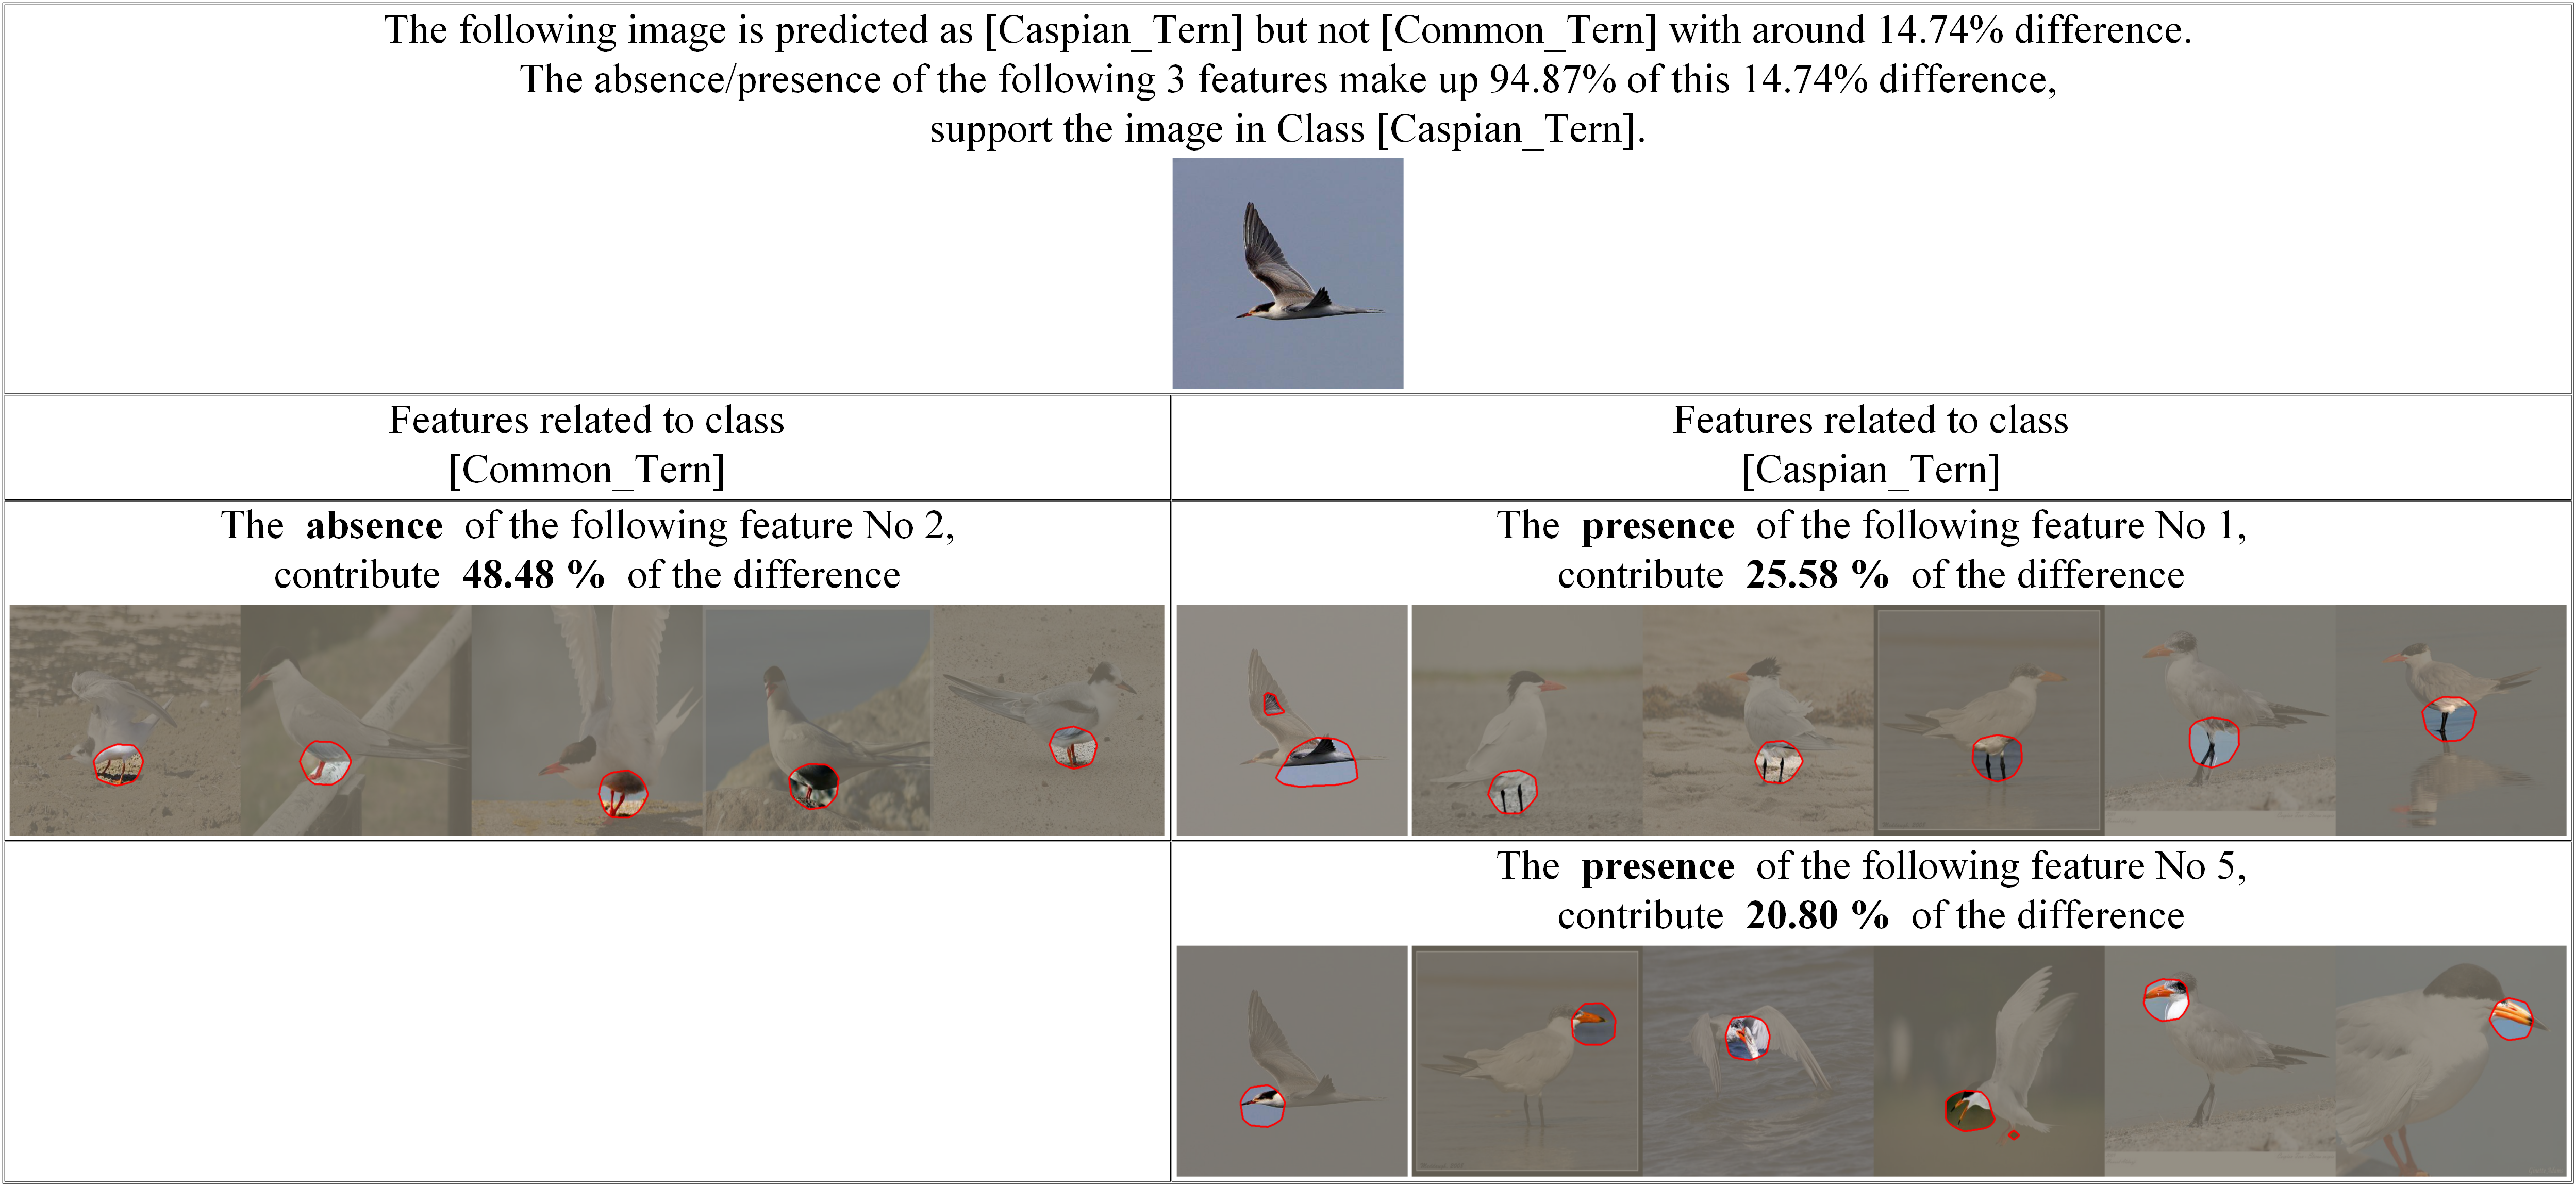 The following image is predicted as [Caspian_Tern] but not [Common_Tern] with around 14.74% difference.
The absence/presence of the following 3 features make up 94.87% of this 14.74% difference,
support the image in Class [Caspian_Tern].
Features related to class
[Common_Tern]
Features related to class
[Caspian_Tern]
The absence of the following feature No 2,
contribute 48.48 % of the difference
The presence of the following feature No 1,
contribute 25.58 % of the difference
The presence of the following feature No 5,
contribute 20.80 % of the difference